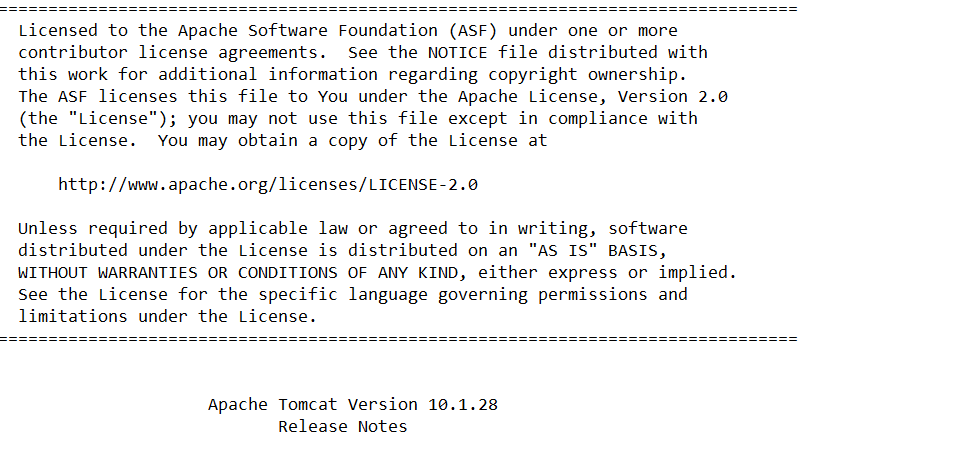 ================================================================================
  Licensed to the Apache Software Foundation (ASF) under one or more
  contributor license agreements.  See the NOTICE file distributed with
  this work for additional information regarding copyright ownership.
  The ASF licenses this file to You under the Apache License, Version 2.0
  (the "License"); you may not use this file except in compliance with
  the License.  You may obtain a copy of the License at

      http://www.apache.org/licenses/LICENSE-2.0

  Unless required by applicable law or agreed to in writing, software
  distributed under the License is distributed on an "AS IS" BASIS,
  WITHOUT WARRANTIES OR CONDITIONS OF ANY KIND, either express or implied.
  See the License for the specific language governing permissions and
  limitations under the License.
================================================================================


                     Apache Tomcat Version 10.1.28
                            Release Notes